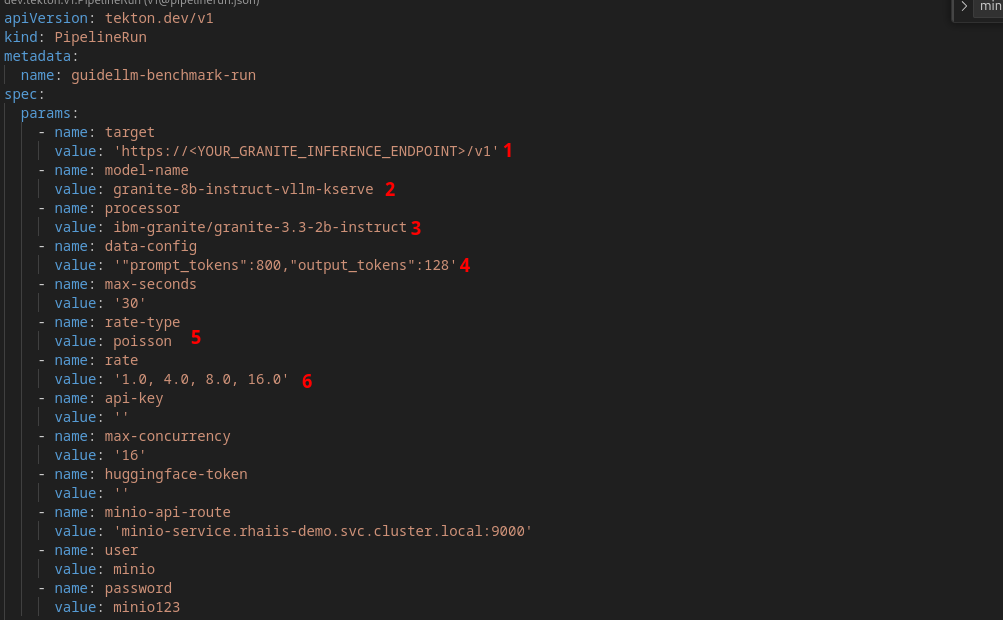 dev.tekton.v1.PipelineRun (v1@pipelinerun.json)
apiVersion: tekton.dev/v1
kind: PipelineRun
metadata:
  name: guidellm-benchmark-run
spec:
  params:
    - name: target
      value: 'https://<YOUR_GRANITE_INFERENCE_ENDPOINT>/v1' 1
    - name: model-name
      value: granite-8b-instruct-vllm-kserve 2
    - name: processor
      value: ibm-granite/granite-3.3-2b-instruct 3
    - name: data-config
      value: '"prompt_tokens":800,"output_tokens":128' 4
    - name: max-seconds
      value: '30'
    - name: rate-type
      value: poisson 5
    - name: rate
      value: '1.0, 4.0, 8.0, 16.0' 6
    - name: api-key
      value: ''
    - name: max-concurrency
      value: '16'
    - name: huggingface-token
      value: ''
    - name: minio-api-route
      value: 'minio-service.rhaiis-demo.svc.cluster.local:9000'
    - name: user
      value: minio
    - name: password
      value: minio123
min